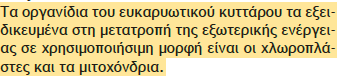 Τα οργανίδια του ευκαρυωτικού κυττάρου τα εξει-
δικευμένα στη μετατροπή της εξωτερικής ενέργει-
ας σε χρησιμοποιήσιμη μορφή είναι οι χλωροπλά-
στες και τα μιτοχόνδρια.